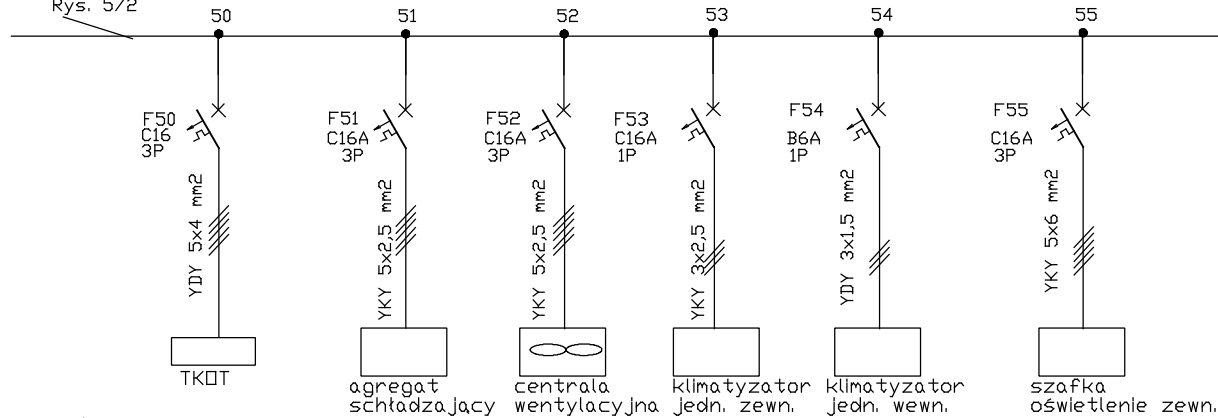 Rys. 5/2
50
51
52
53
54
55
F50
C16
3P
YDY 5x4 mm2
TKOT
F51
C16A
3P
YKY 5x2,5 mm2
agregat
schładzający
F52
C16A
3P
YKY 5x2,5 mm2
centrala
wentylacyjna
F53
C16A
1P
YKY 3x2,5 mm2
klimatyzator
jedn. zewn.
F54
B6A
1P
YDY 3x1,5 mm2
klimatyzator
jedn. wewn.
F55
C16A
3P
YKY 5x6 mm2
szafka
oświetlenie zewn.